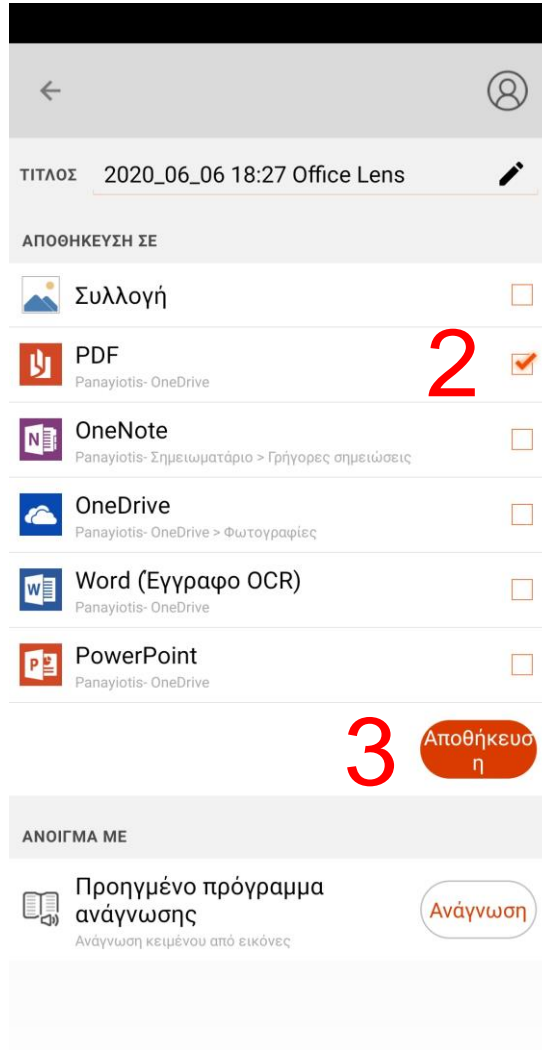 ΤΙΤΛΟΣ 2020_06_06 18:27 Office Lens
ΑΠΟΘΗΚΕΥΣΗ ΣΕ
Συλλογή
PDF
Panayiotis- OneDrive
2
OneNote
Panayiotis- Σημειωματάριο > Γρήγορες σημειώσεις
OneDrive
Panayiotis- OneDrive > Φωτογραφίες
Word (Έγγραφο OCR)
Panayiotis- OneDrive
PowerPoint
Panayiotis- OneDrive
3
Αποθήκευσ
η
ΑΝΟΙΓΜΑ ΜΕ
Προηγμένο πρόγραμμα
ανάγνωσης
Ανάγνωση κειμένου από εικόνες
Ανάγνωση